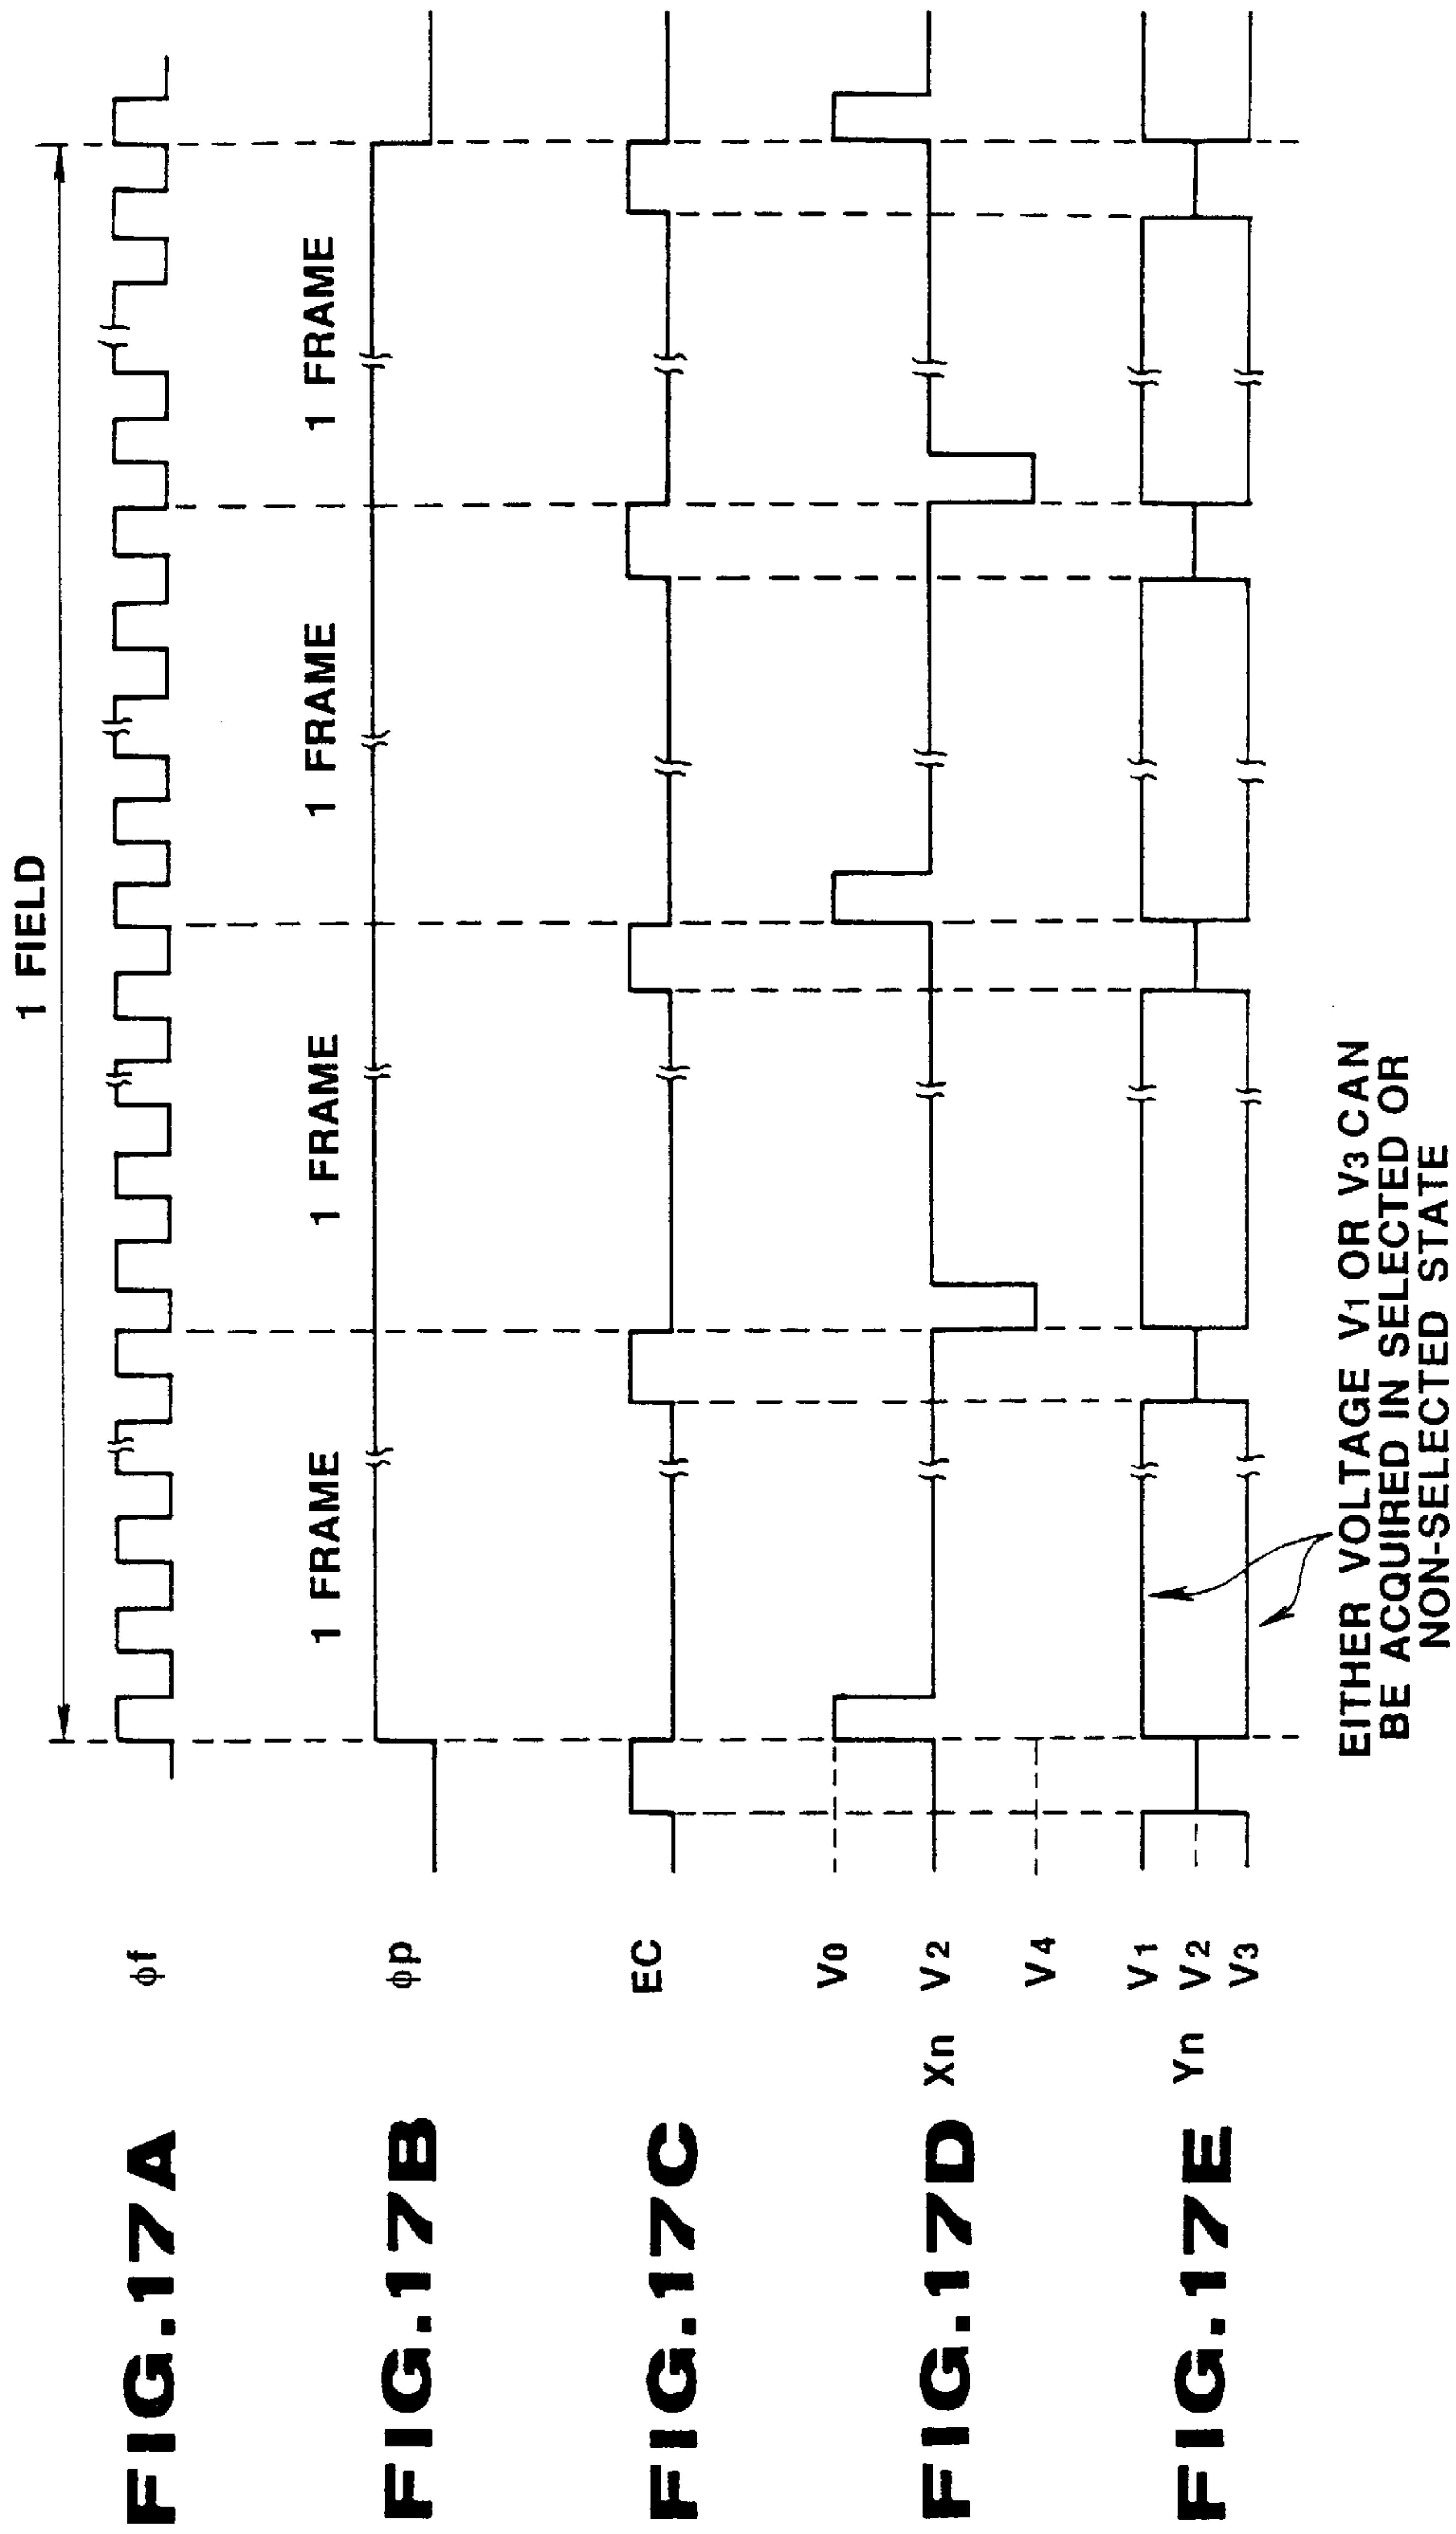 1 FIELD
FIG.17A φf
1 FRAME 1 FRAME 1 FRAME 1 FRAME
FIG.17B φp
FIG.17C EC
V0
FIG.17D Xn V2
V4
V1
FIG.17E Yn V2
V3
EITHER VOLTAGE V1 OR V3 CAN
BE ACQUIRED IN SELECTED OR
NON-SELECTED STATE